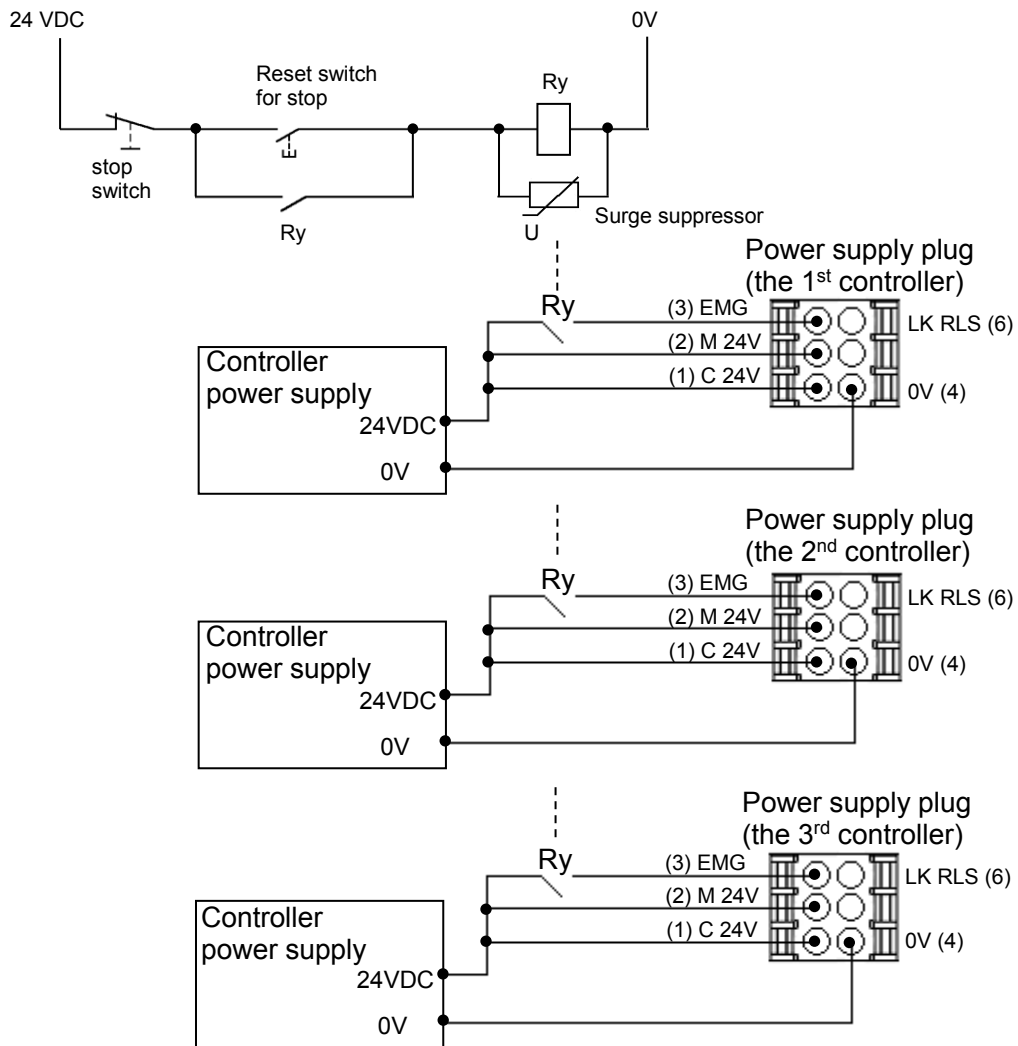 24 VDC
0V
Reset switch
for stop
Ry
stop
switch
Ry
U
Surge suppressor
Power supply plug
(the 1st controller)
Ry
(3) EMG
LK RLS (6)
(2) M 24V
(1) C 24V
0V (4)
Controller
power supply
24VDC
0V
Power supply plug
(the 2nd controller)
Ry
(3) EMG
LK RLS (6)
(2) M 24V
(1) C 24V
0V (4)
Controller
power supply
24VDC
0V
Power supply plug
(the 3rd controller)
Ry
(3) EMG
LK RLS (6)
(2) M 24V
(1) C 24V
0V (4)
Controller
power supply
24VDC
0V